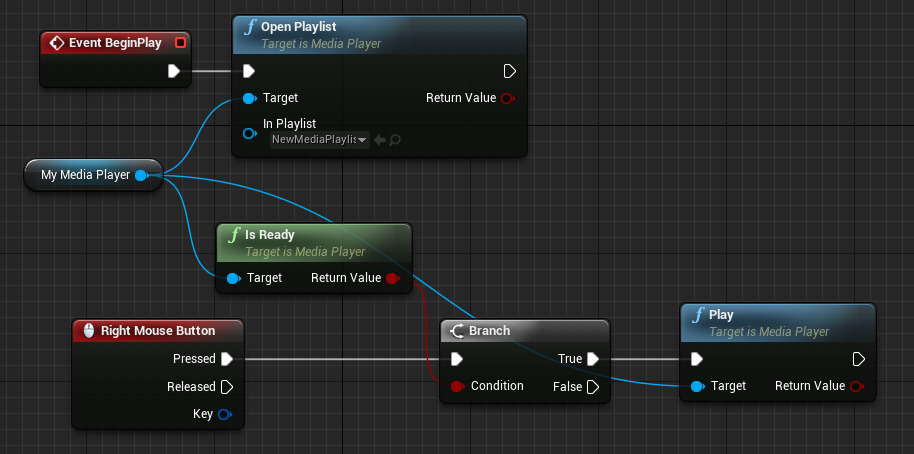 Event BeginPlay
Open Playlist
Target is Media Player
Target
Return Value
In Playlist
NewMediaPlaylis
My Media Player
Is Ready
Target is Media Player
Target
Return Value
Right Mouse Button
Pressed
Released
Key
Branch
True
Condition
False
Play
Target is Media Player
Target
Return Value